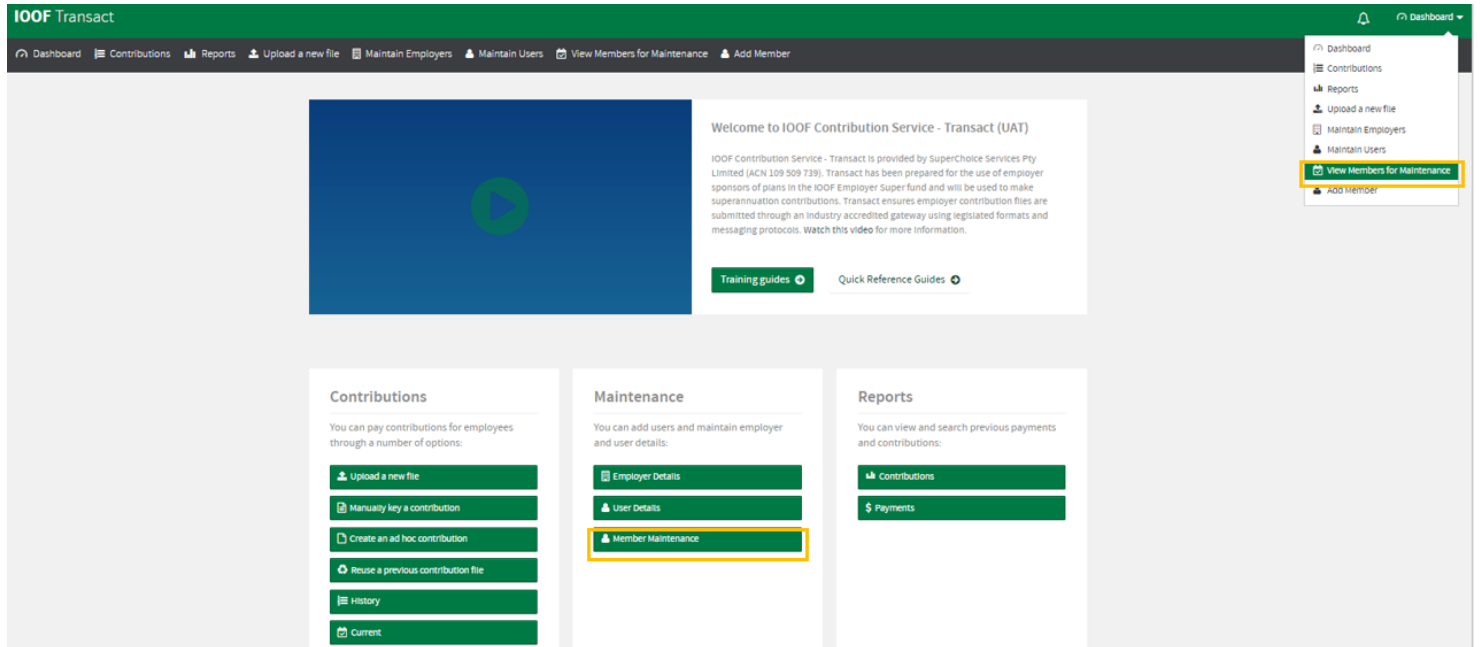 IOOF Transact
Dashboard
Dashboard Contributions Reports Upload a new file Maintain Employers Maintain Users View Members for Maintenance Add Member
Dashboard
Contributions
Reports
Upload a new file
Maintain Employers
Maintain Users
View Members for Maintenance
Add Member
Welcome to IOOF Contribution Service - Transact (UAT)
IOOF Contribution Service - Transact is provided by SuperChoice Services Pty
Limited (ACN 109 509 739). Transact has been prepared for the use of employer
sponsors of plans in the IOOF Employer Super fund and will be used to make
superannuation contributions. Transact ensures employer contribution files are
submitted through an industry accredited gateway using legislated formats and
messaging protocols. Watch this video for more information.
Training guides Quick Reference Guides
Contributions
You can pay contributions for employees
through a number of options:
Upload a new file
Manually key a contribution
Create an ad hoc contribution
Reuse a previous contribution file
History
Current
Maintenance
You can add users and maintain employer
and user details:
Employer Details
User Details
Member Maintenance
Reports
You can view and search previous payments
and contributions:
Contributions
$ Payments